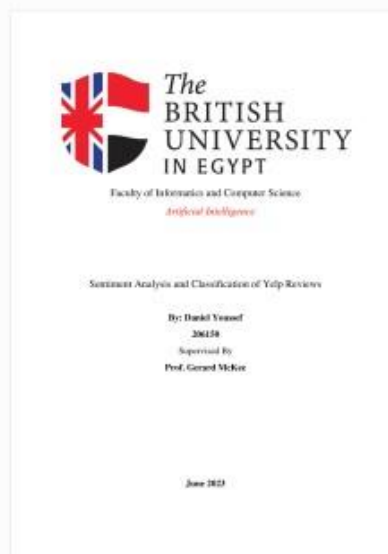 The
BRITISH
UNIVERSITY
IN EGYPT
Faculty of Informatics and Computer Science
Artificial Intelligence
Sentiment Analysis and Classification of Yelp Reviews
By: Daniel Youssef
206150
Supervised By
Prof. Gerard McKee
June 2023